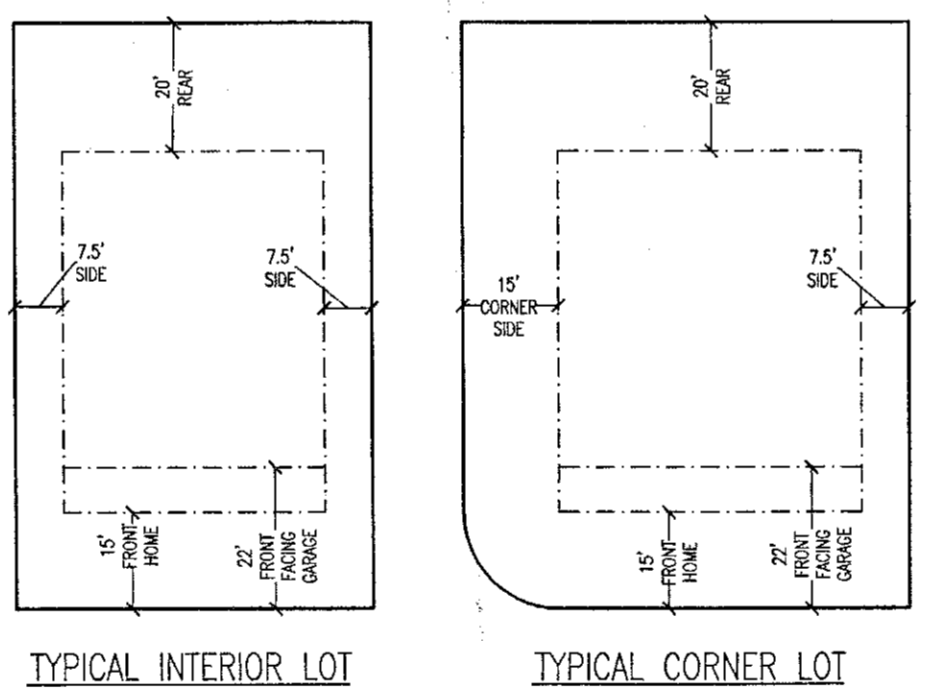 20'
REAR
7.5'
SIDE
7.5'
SIDE
15'
FRONT
HOME
22'
FRONT
FACING
GARAGE
TYPICAL INTERIOR LOT
20'
REAR
15'
CORNER
SIDE
7.5'
SIDE
15'
FRONT
HOME
22'
FRONT
FACING
GARAGE
TYPICAL CORNER LOT